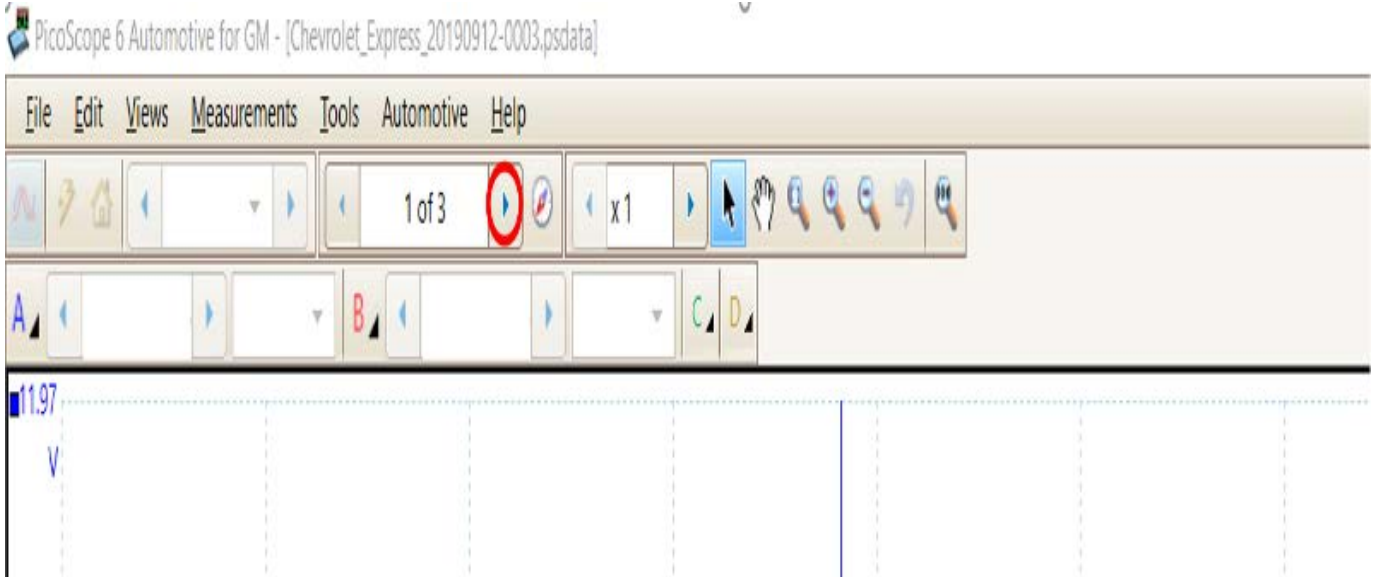 PicoScope 6 Automotive for GM - [Chevrolet_Express_20190912-0003.psdata]
File Edit Views Measurements Tools Automotive Help
1 of 3 x 1
A B C D
11.97
V